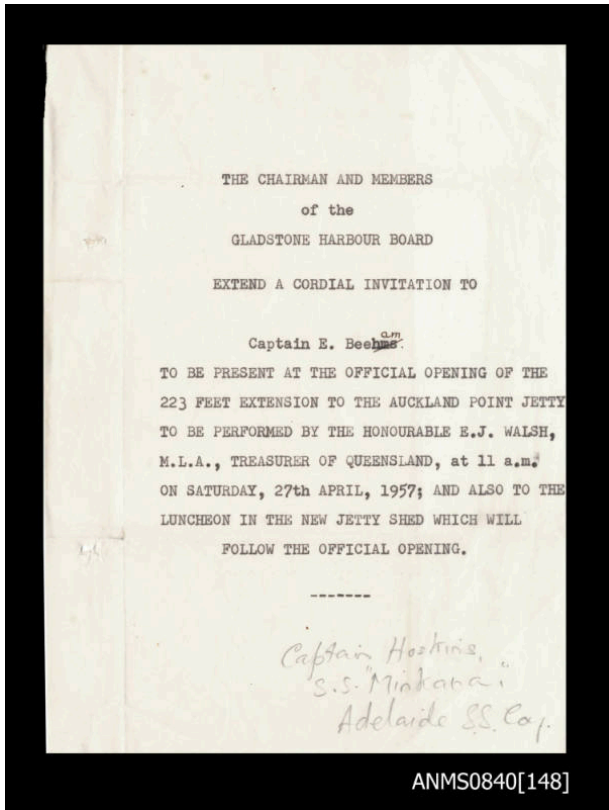 THE CHAIRMAN AND MEMBERS
of the
GLADSTONE HARBOUR BOARD
EXTEND A CORDIAL INVITATION TO
am
Captain E. Beehms.
TO BE PRESENT AT THE OFFICIAL OPENING OF THE
223 FEET EXTENSION TO THE AUCKLAND POINT JETTY
TO BE PERFORMED BY THE HONOURABLE E.J. WALSH,
M.L.A., TREASURER OF QUEENSLAND, at 11 a.m.
ON SATURDAY, 27th APRIL, 1957; AND ALSO TO THE
LUNCHEON IN THE NEW JETTY SHED WHICH WILL
FOLLOW THE OFFICIAL OPENING.
-------
Captain Hoskins,
S.S.
Adelaide S.S. Coy.
ANMS0840[148]